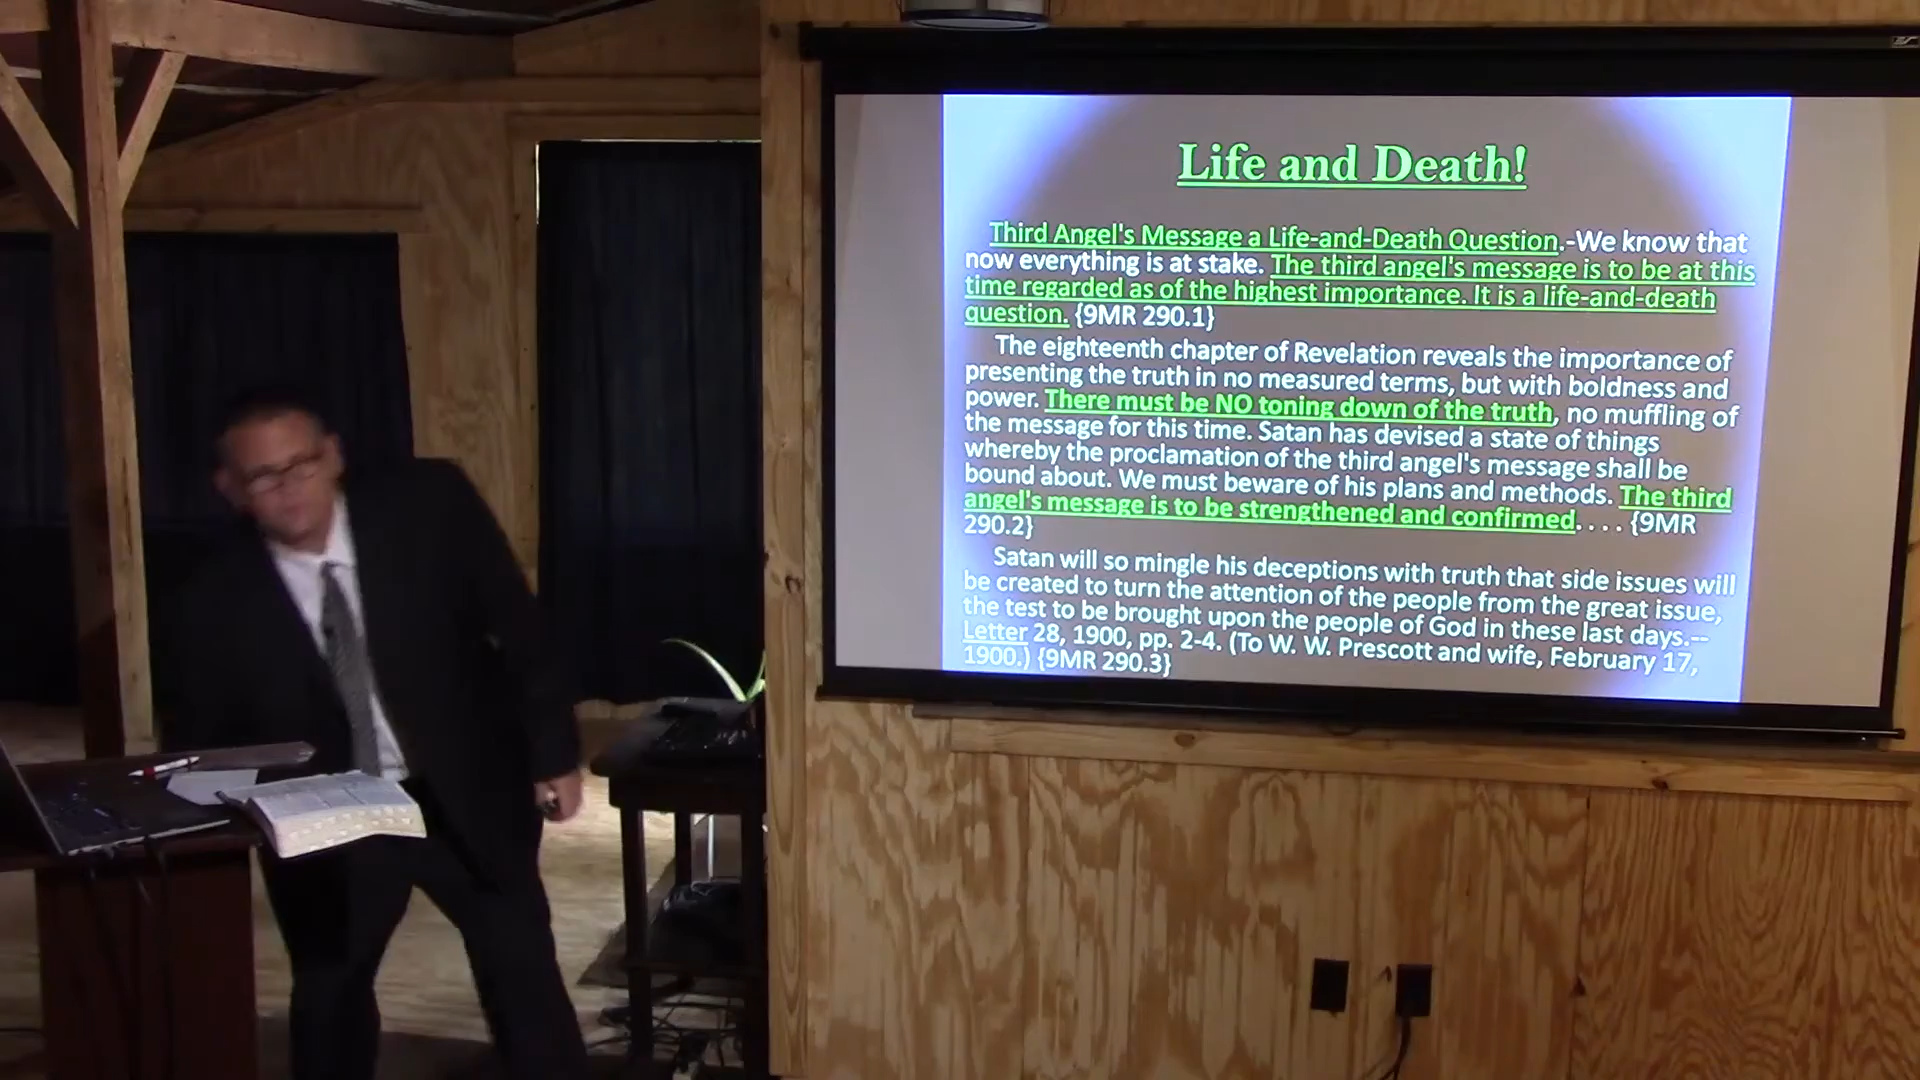 Life and Death!
Third Angel's Message a Life-and-Death Question.-We know that
now everything is at stake. The third angel's message is to be at this
time regarded as of the highest importance. It is a life-and-death
question. {9MR 290.1}
The eighteenth chapter of Revelation reveals the importance of
presenting the truth in no measured terms, but with boldness and
power. There must be NO toning down of the truth, no muffling of
the message for this time. Satan has devised a state of things
whereby the proclamation of the third angel's message shall be
bound about. We must beware of his plans and methods. The third
angel's message is to be strengthened and confirmed. . . . {9MR
290.2}
Satan will so mingle his deceptions with truth that side issues will
be created to turn the attention of the people from the great issue,
the test to be brought upon the people of God in these last days.--
Letter 28, 1900, pp. 2-4. (To W. W. Prescott and wife, February 17,
1900.) {9MR 290.3}